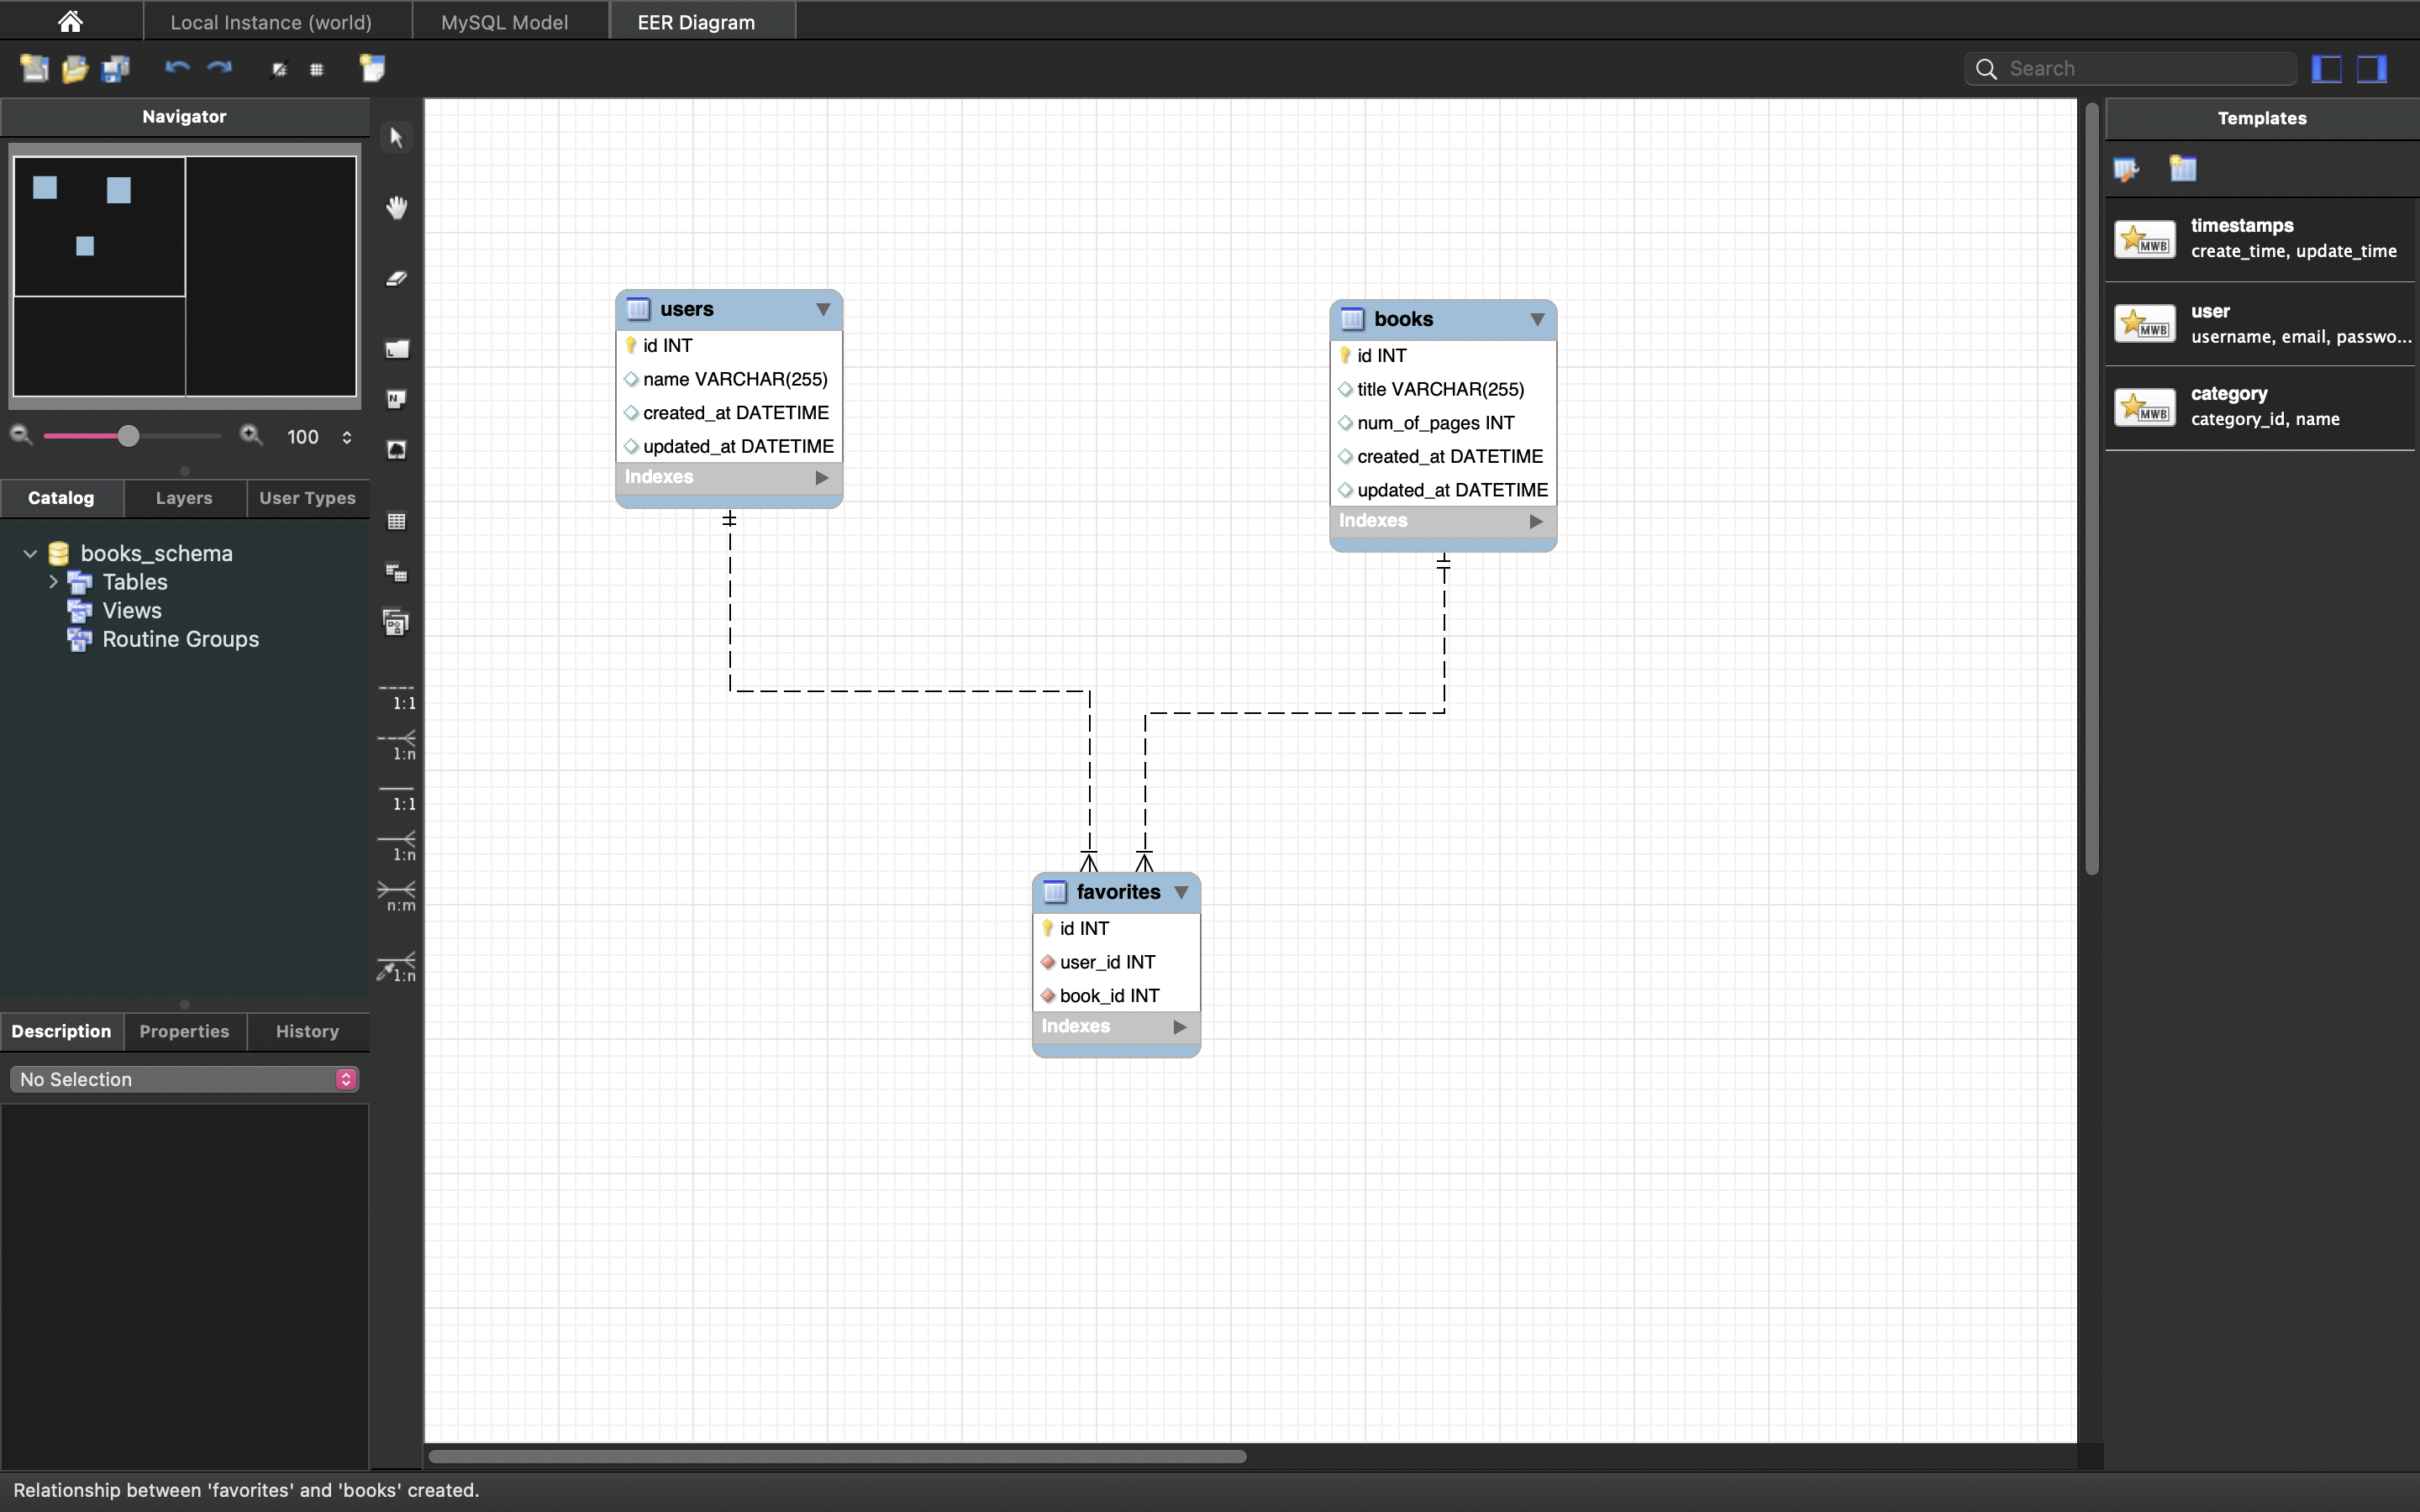 Local Instance (world)
MySQL Model
EER Diagram
Search
Navigator
100
Catalog
Layers
User Types
books_schema
Tables
Views
Routine Groups
Description
Properties
History
No Selection
L
N
1:1
1:n
1:1
1:n
n:m
1:n
users
id INT
name VARCHAR(255)
created_at DATETIME
updated_at DATETIME
Indexes
books
id INT
title VARCHAR(255)
num_of_pages INT
created_at DATETIME
updated_at DATETIME
Indexes
favorites
id INT
user_id INT
book_id INT
Indexes
Templates
MWB
timestamps
create_time, update_time
MWB
user
username, email, passwo...
MWB
category
category_id, name
Relationship between 'favorites' and 'books' created.